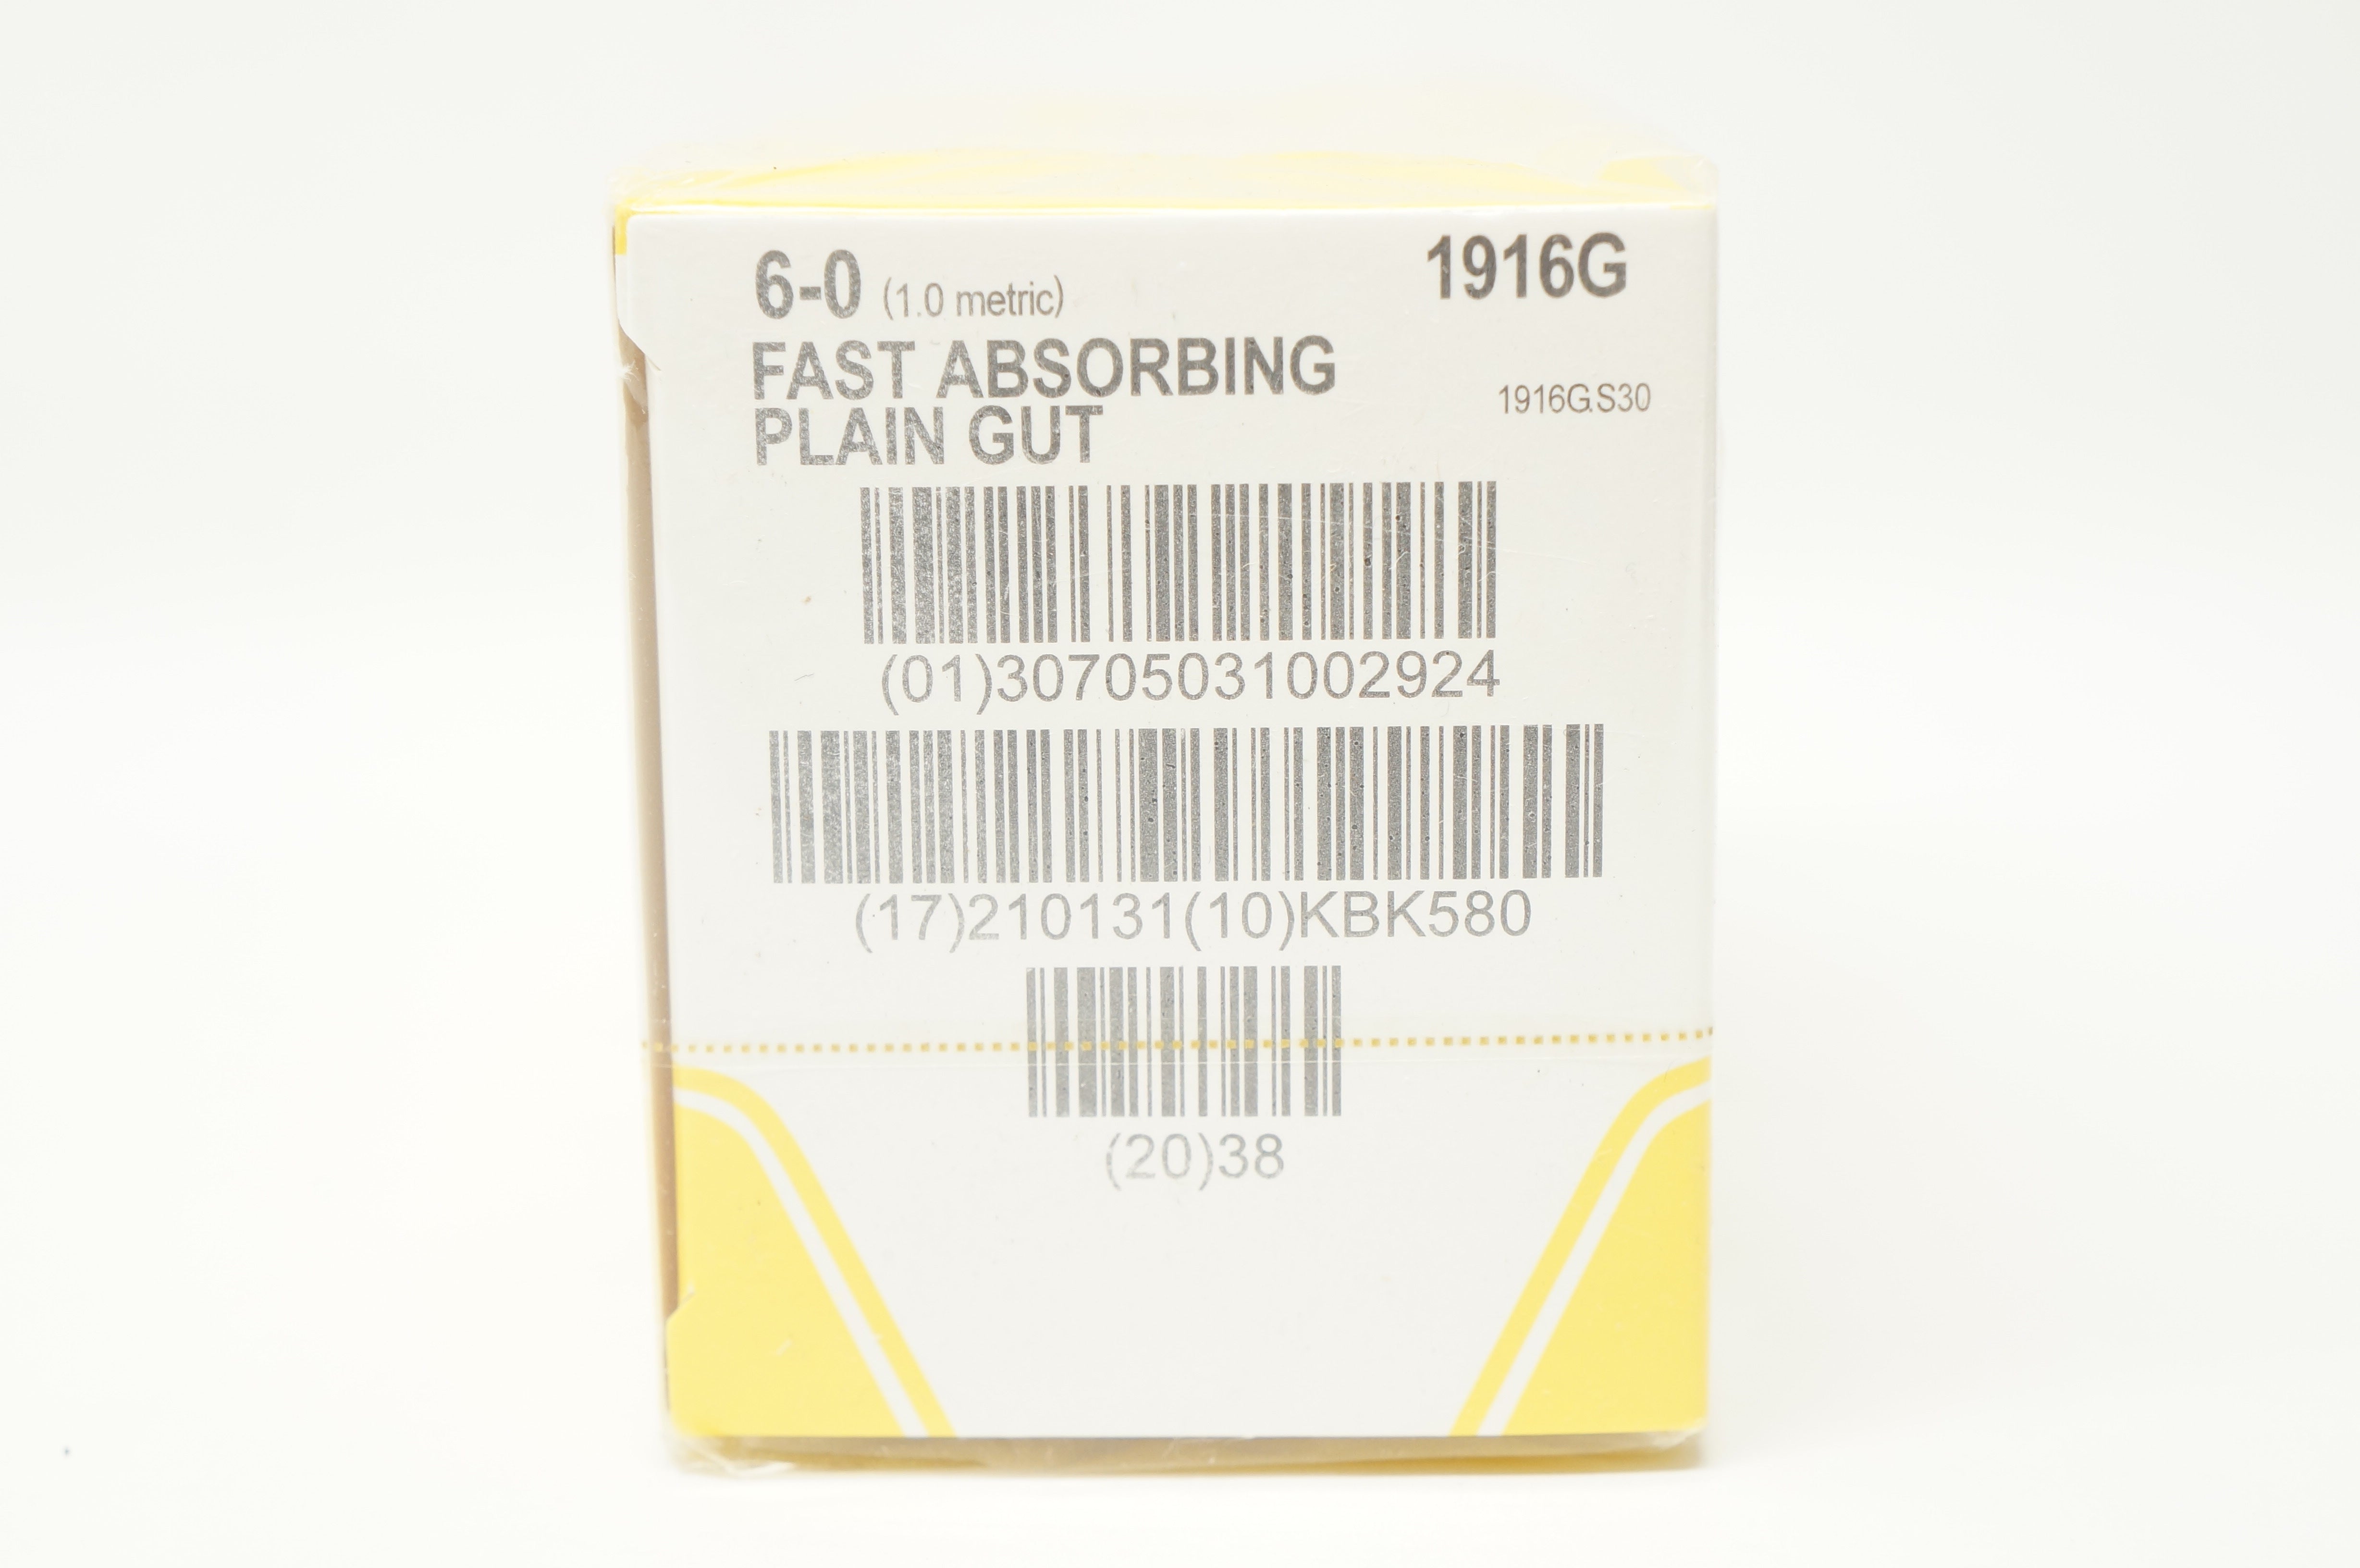 6-0 (1.0 metric)
1916G
FAST ABSORBING
PLAIN GUT
1916G.S30
(01)30705031002924
(17)210131(10)KBK580
(20)38